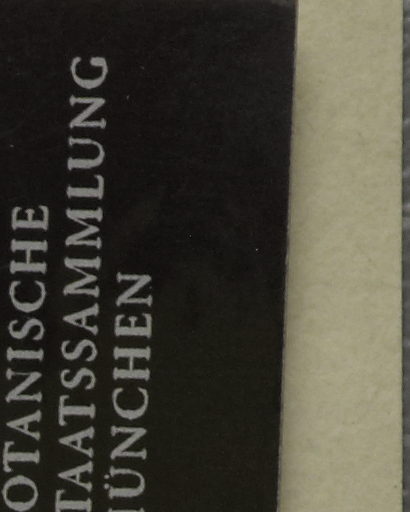 OTANISCHE
TAATSSAMMLUNG
ÜNCHEN